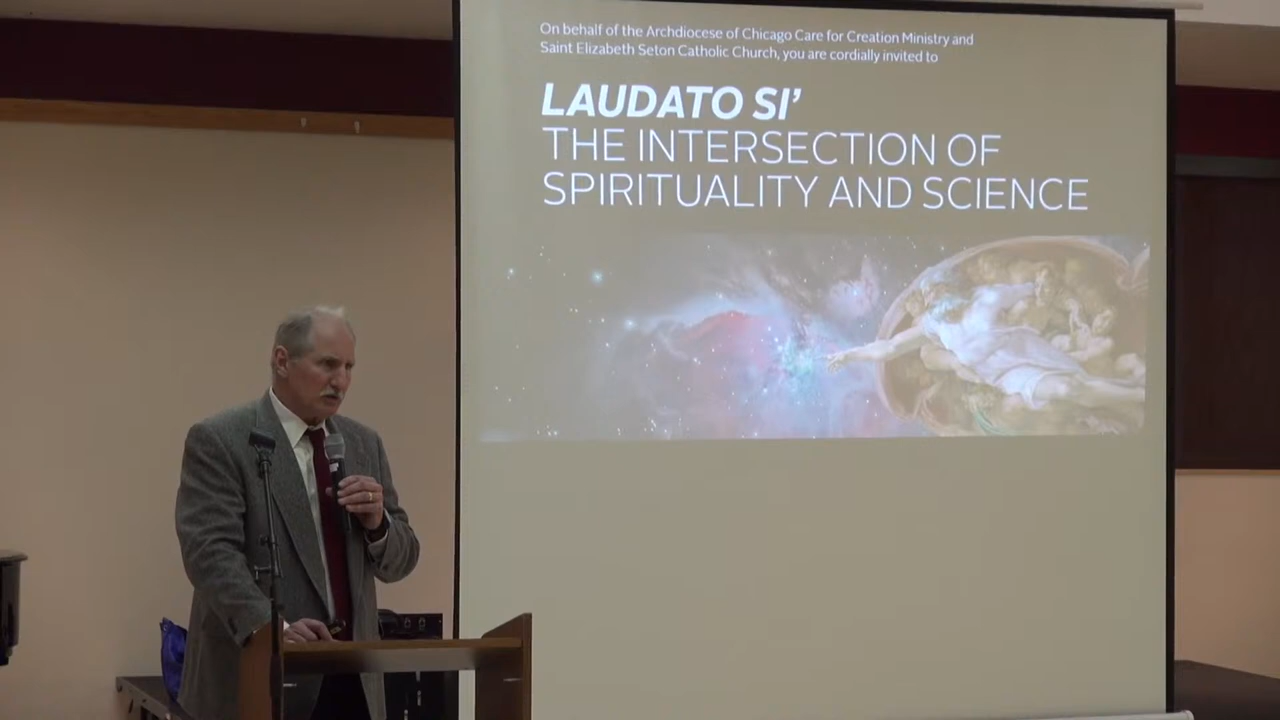 On behalf of the Archdiocese of Chicago Care for Creation Ministry and
Saint Elizabeth Seton Catholic Church, you are cordially invited to
LAUDATO SI’
THE INTERSECTION OF
SPIRITUALITY AND SCIENCE